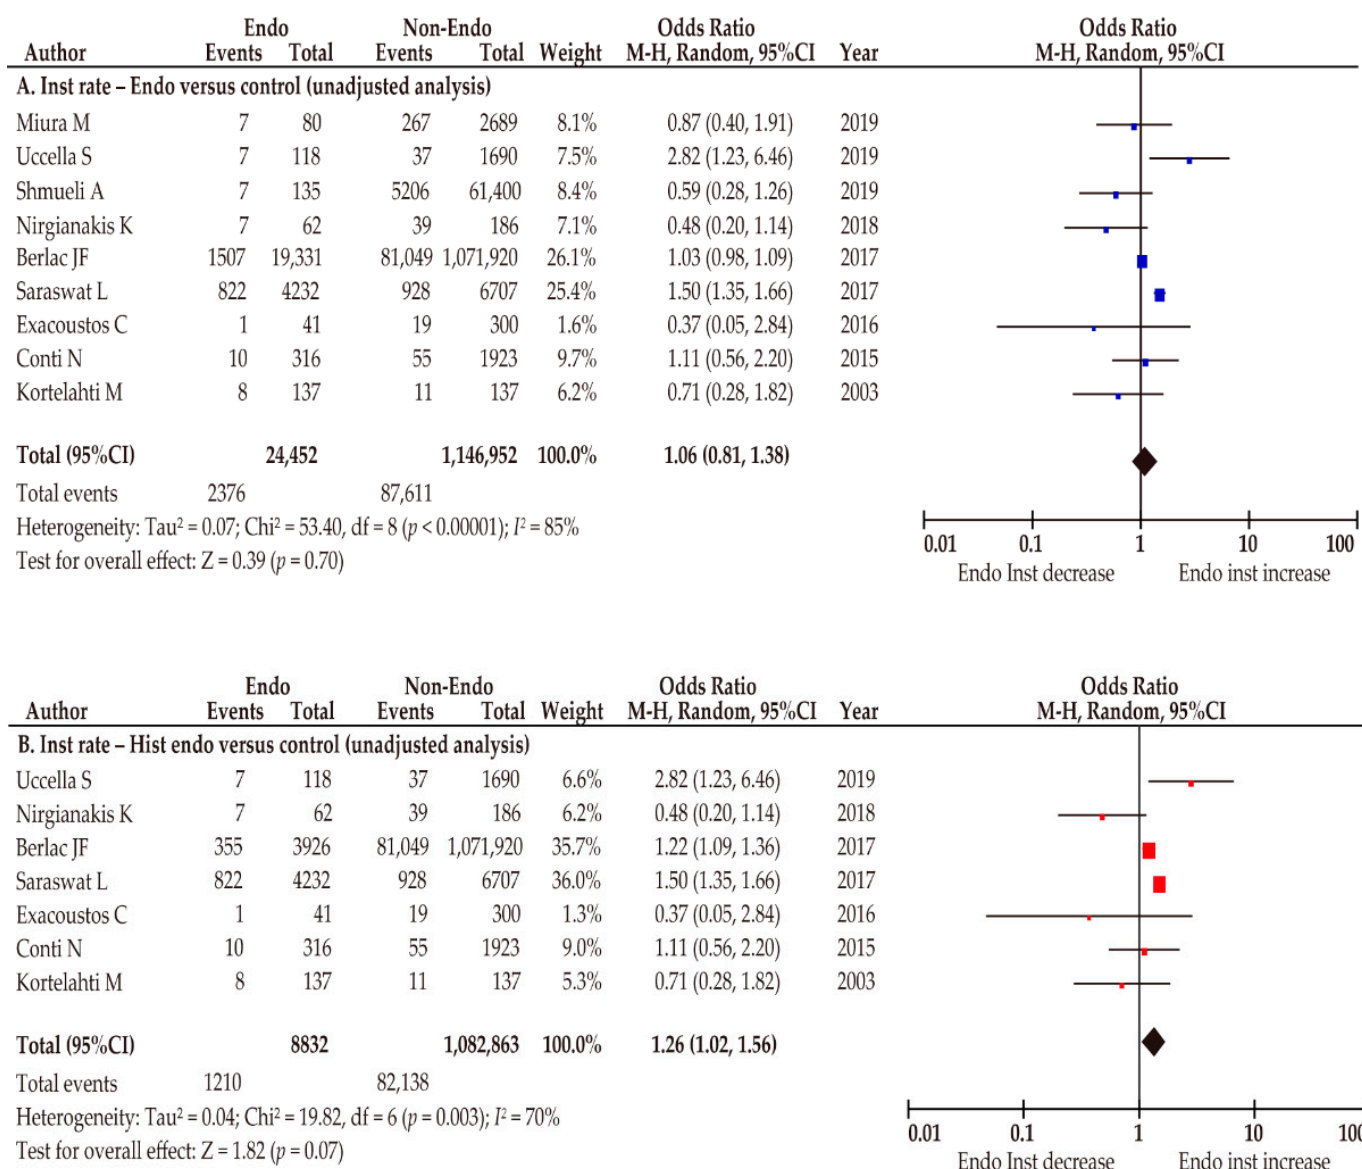 Endo Non-Endo Odds Ratio Odds Ratio
Author Events Total Events Total Weight M-H, Random, 95%CI Year M-H, Random, 95%CI
A. Inst rate – Endo versus control (unadjusted analysis)
Miura M 7 80 267 2689 8.1% 0.87 (0.40, 1.91) 2019
Uccella S 7 118 37 1690 7.5% 2.82 (1.23, 6.46) 2019
Shmueli A 7 135 5206 61,400 8.4% 0.59 (0.28, 1.26) 2019
Nirgianakis K 7 62 39 186 7.1% 0.48 (0.20, 1.14) 2018
Berlac JF 1507 19,331 81,049 1,071,920 26.1% 1.03 (0.98, 1.09) 2017
Saraswat L 822 4232 928 6707 25.4% 1.50 (1.35, 1.66) 2017
Exacoustos C 1 41 19 300 1.6% 0.37 (0.05, 2.84) 2016
Conti N 10 316 55 1923 9.7% 1.11 (0.56, 2.20) 2015
Kortelahti M 8 137 11 137 6.2% 0.71 (0.28, 1.82) 2003
Total (95%CI) 24,452 1,146,952 100.0% 1.06 (0.81, 1.38)
Total events 2376 87,611
Heterogeneity: Tau² = 0.07; Chi² = 53.40, df = 8 (p < 0.00001); I² = 85%
Test for overall effect: Z = 0.39 (p = 0.70)
0.01 0.1 1 10 100
Endo Inst decrease Endo inst increase
Endo Non-Endo Odds Ratio Odds Ratio
Author Events Total Events Total Weight M-H, Random, 95%CI Year M-H, Random, 95%CI
B. Inst rate – Hist endo versus control (unadjusted analysis)
Uccella S 7 118 37 1690 6.6% 2.82 (1.23, 6.46) 2019
Nirgianakis K 7 62 39 186 6.2% 0.48 (0.20, 1.14) 2018
Berlac JF 355 3926 81,049 1,071,920 35.7% 1.22 (1.09, 1.36) 2017
Saraswat L 822 4232 928 6707 36.0% 1.50 (1.35, 1.66) 2017
Exacoustos C 1 41 19 300 1.3% 0.37 (0.05, 2.84) 2016
Conti N 10 316 55 1923 9.0% 1.11 (0.56, 2.20) 2015
Kortelahti M 8 137 11 137 5.3% 0.71 (0.28, 1.82) 2003
Total (95%CI) 8832 1,082,863 100.0% 1.26 (1.02, 1.56)
Total events 1210 82,138
Heterogeneity: Tau² = 0.04; Chi² = 19.82, df = 6 (p = 0.003); I² = 70%
Test for overall effect: Z = 1.82 (p = 0.07)
0.01 0.1 1 10 100
Endo Inst decrease Endo inst increase